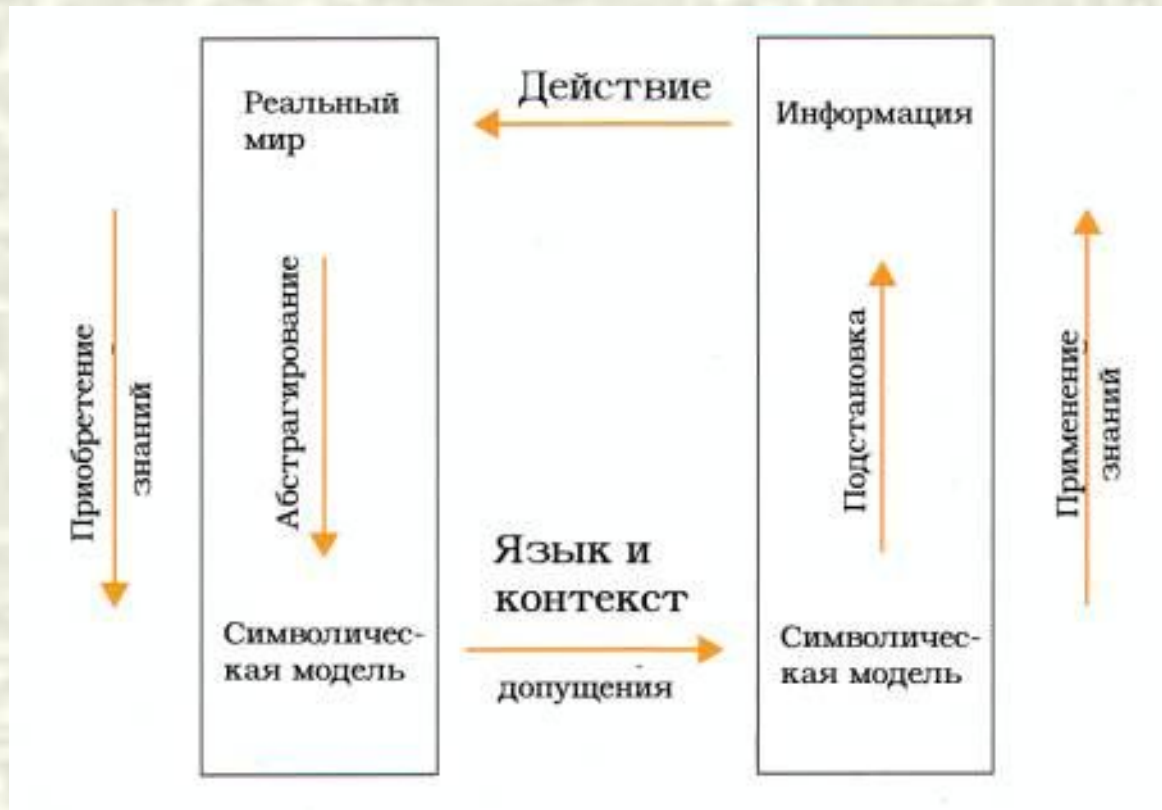 Реальный
мир
Действие
Информация
Приобретение
знаний
Абстрагирование
Подстановка
Применение
знаний
Язык и
контекст
допущения
Символичес-
кая модель
Символичес-
кая модель